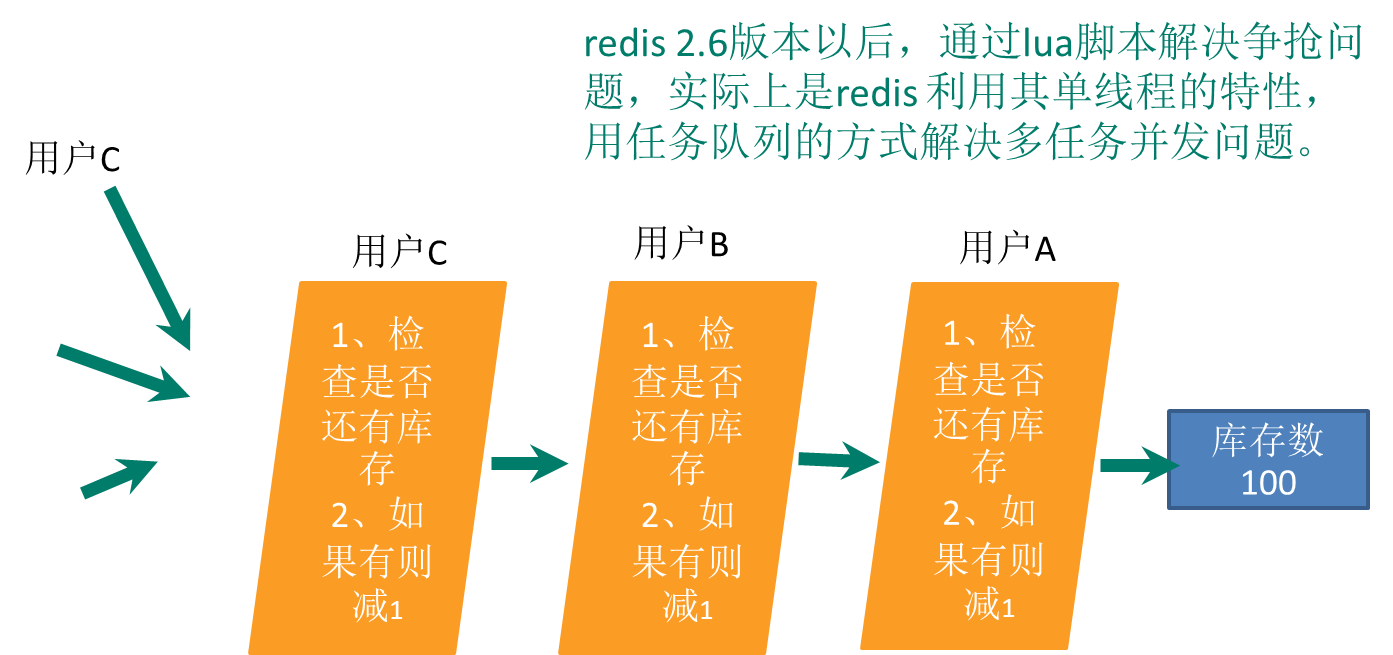 redis 2.6版本以后，通过lua脚本解决争抢问
题，实际上是redis 利用其单线程的特性，
用任务队列的方式解决多任务并发问题。
用户C
用户C
1、检
查是否
还有库
存
2、如
果有则
减1
用户B
1、检
查是否
还有库
存
2、如
果有则
减1
用户A
1、检
查是否
还有库
存
2、如
果有则
减1
库存数
100